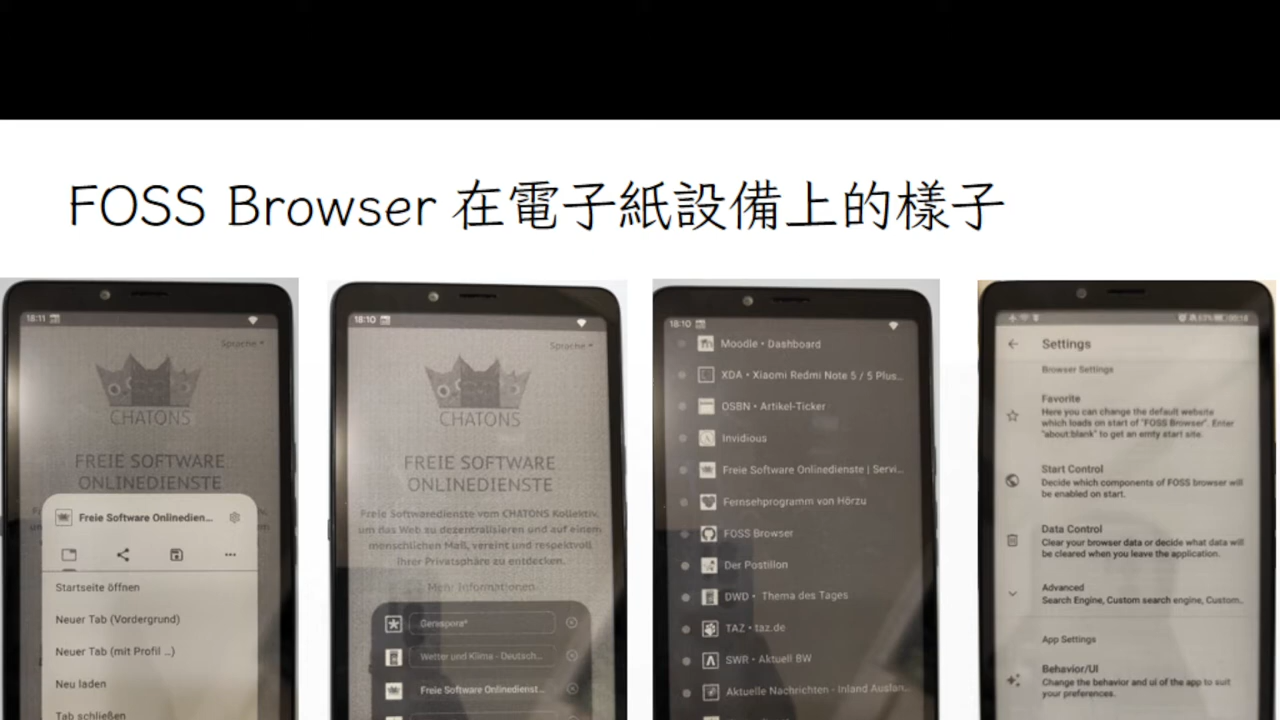 FOSS Browser 在電子紙設備上的樣子
18:11
Sprache
CHATONS
FREIE SOFTWARE
ONLINEDIENSTE
Freie Software Onlinedien...
Startseite öffnen
Neuer Tab (Vordergrund)
Neuer Tab (mit Profil ...)
Neu laden
Tab schließen
18:10
Sprache
CHATONS
FREIE SOFTWARE
ONLINEDIENSTE
Freie Softwaredienste vom CHATONS Kollektiv,
um das Web zu dezentralisieren und auf einem
menschlichen Maß, vereint und respektvoll
Ihrer Privatsphäre zu entdecken.
Mehr Informationen
Wetter und Klima - Deutsch...
Freie Software Onlinedienst...
18:10
Moodle • Dashboard
XDA • Xiaomi Redmi Note 5 / 5 Plus...
OSBN • Artikel-Ticker
Invidious
Freie Software Onlinedienste | Servi...
Fernsehprogramm von Hörzu
FOSS Browser
Der Postillon
DWD • Thema des Tages
TAZ • taz.de
SWR • Aktuell BW
Aktuelle Nachrichten - Inland Auslan...
Settings
Browser Settings
Favorite
Here you can change the default website
which loads on start of "FOSS Browser". Enter
"about:blank" to get an emty start site.
Start Control
Decide which components of FOSS browser will
be enabled on start.
Data Control
Clear your browser data or decide what data will
be cleared when you leave the application.
Advanced
Search Engine, Custom search engine, Custom..
App Settings
Behavior/UI
Change the behavior and ui of the app to suit
your preferences.